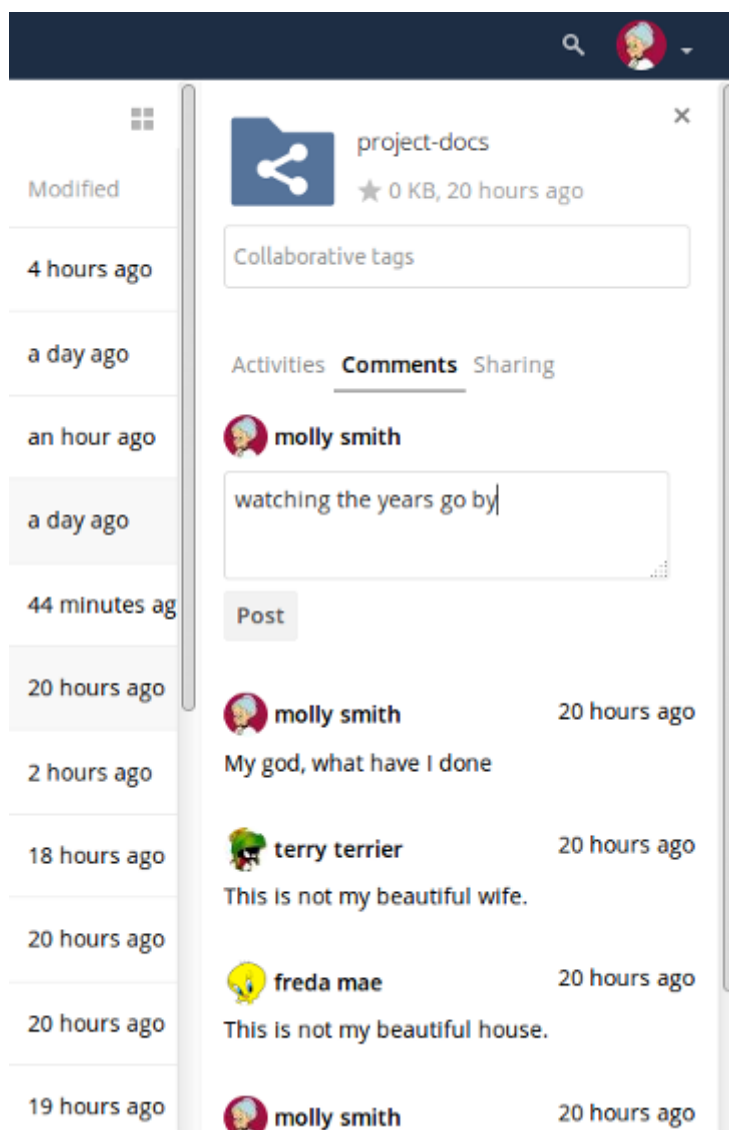 Modified
4 hours ago
a day ago
an hour ago
a day ago
44 minutes ag
20 hours ago
2 hours ago
18 hours ago
20 hours ago
20 hours ago
19 hours ago
project-docs
0 KB, 20 hours ago
Collaborative tags
Activities Comments Sharing
molly smith
watching the years go by
Post
molly smith 20 hours ago
My god, what have I done
terry terrier 20 hours ago
This is not my beautiful wife.
freda mae 20 hours ago
This is not my beautiful house.
molly smith 20 hours ago